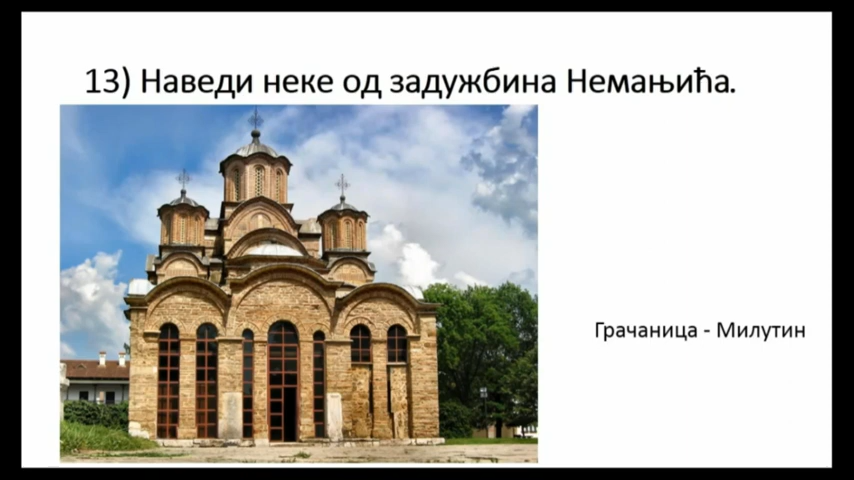 13) Наведи неке од задужбина Немањића.
Грачаница - Милутин